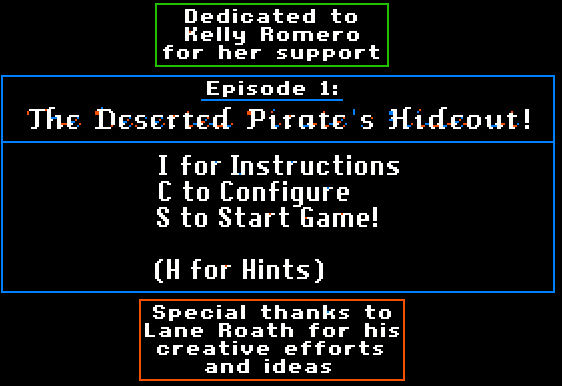 Dedicated to
Kelly Romero
for her support
Episode 1:
The Deserted Pirate's Hideout!
I for Instructions
C to Configure
S to Start Game!
(H for Hints)
Special thanks to
Lane Roath for his
creative efforts
and ideas